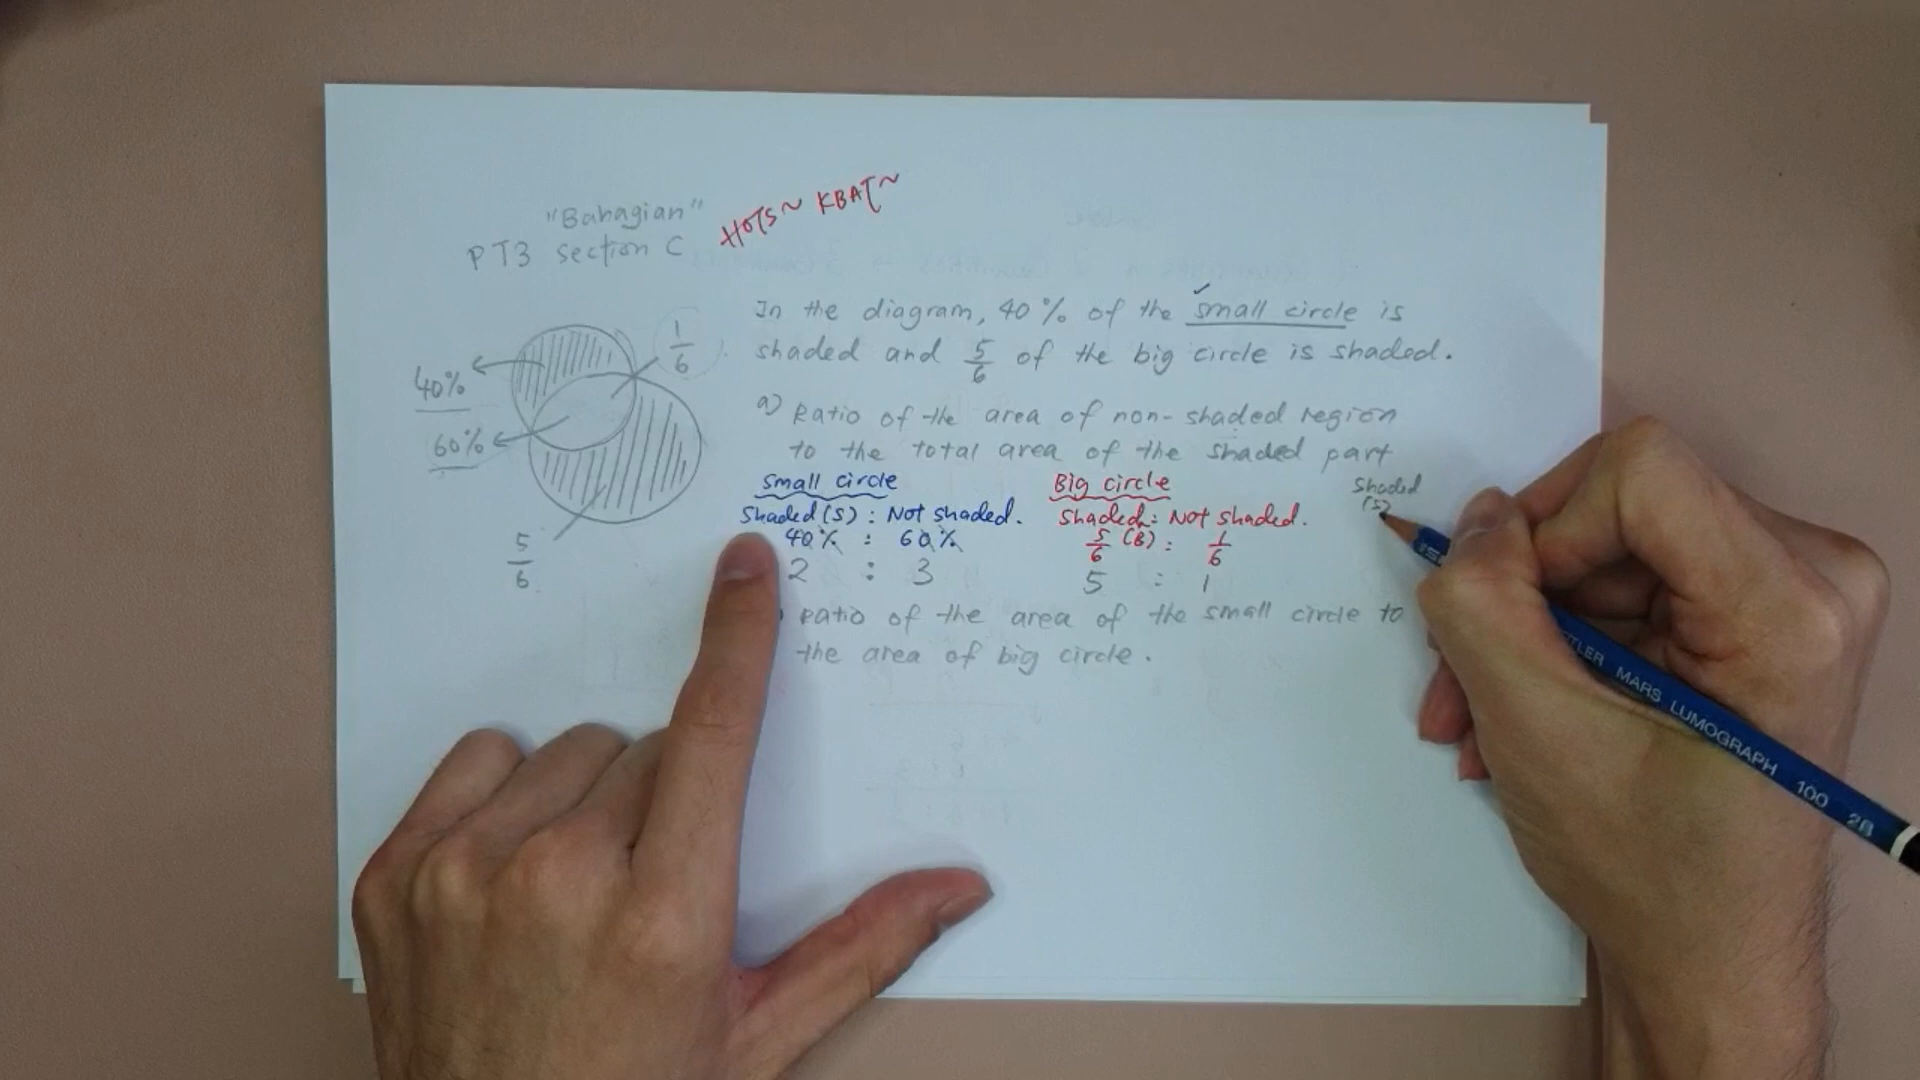 "Bahagian"
PT3 section C
HOTS~ KBAT~
40%
60%
1
6
5
6
In the diagram, 40% of the small circle is
shaded and 5/6 of the big circle is shaded.
a) Ratio of the area of non-shaded region
to the total area of the shaded part
Small circle
Shaded(S) : Not shaded.
40% : 60%
2 : 3
Big circle
Shaded : Not shaded.
5/6 (B) : 1/6
5 : 1
Shaded
(S)
Ratio of the area of the small circle to
the area of big circle.
STAEDTLER MARS LUMOGRAPH 100 2B